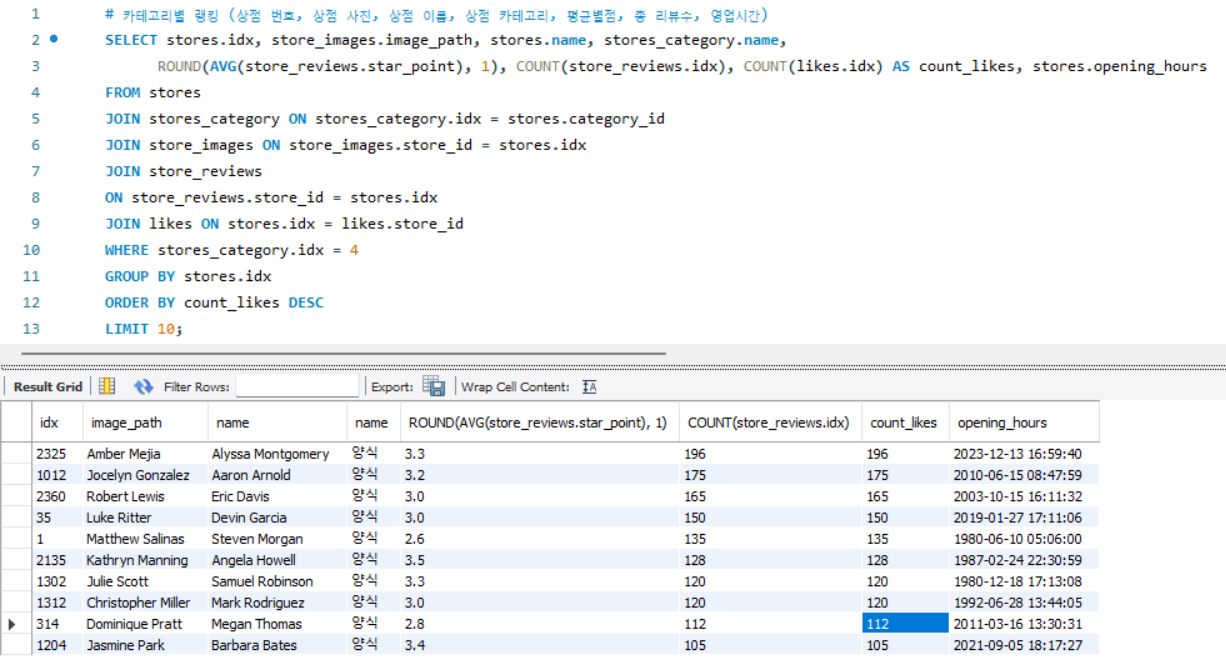 1 # 카테고리별 랭킹 (상점 번호, 상점 사진, 상점 이름, 상점 카테고리, 평균별점, 총 리뷰수, 영업시간)
2 SELECT stores.idx, store_images.image_path, stores.name, stores_category.name,
3 ROUND(AVG(store_reviews.star_point), 1), COUNT(store_reviews.idx), COUNT(likes.idx) AS count_likes, stores.opening_hours
4 FROM stores
5 JOIN stores_category ON stores_category.idx = stores.category_id
6 JOIN store_images ON store_images.store_id = stores.idx
7 JOIN store_reviews
8 ON store_reviews.store_id = stores.idx
9 JOIN likes ON stores.idx = likes.store_id
10 WHERE stores_category.idx = 4
11 GROUP BY stores.idx
12 ORDER BY count_likes DESC
13 LIMIT 10;
Result Grid Filter Rows: Export: Wrap Cell Content: IA
idx image_path name name ROUND(AVG(store_reviews.star_point), 1) COUNT(store_reviews.idx) count_likes opening_hours
2325 Amber Mejia Alyssa Montgomery 양식 3.3 196 196 2023-12-13 16:59:40
1012 Jocelyn Gonzalez Aaron Arnold 양식 3.2 175 175 2010-06-15 08:47:59
2360 Robert Lewis Eric Davis 양식 3.0 165 165 2003-10-15 16:11:32
35 Luke Ritter Devin Garcia 양식 3.0 150 150 2019-01-27 17:11:06
1 Matthew Salinas Steven Morgan 양식 2.6 135 135 1980-06-10 05:06:00
2135 Kathryn Manning Angela Howell 양식 3.5 128 128 1987-02-24 22:30:59
1302 Julie Scott Samuel Robinson 양식 3.3 120 120 1980-12-18 17:13:08
1312 Christopher Miller Mark Rodriguez 양식 3.0 120 120 1992-06-28 13:44:05
314 Dominique Pratt Megan Thomas 양식 2.8 112 112 2011-03-16 13:30:31
1204 Jasmine Park Barbara Bates 양식 3.4 105 105 2021-09-05 18:17:27